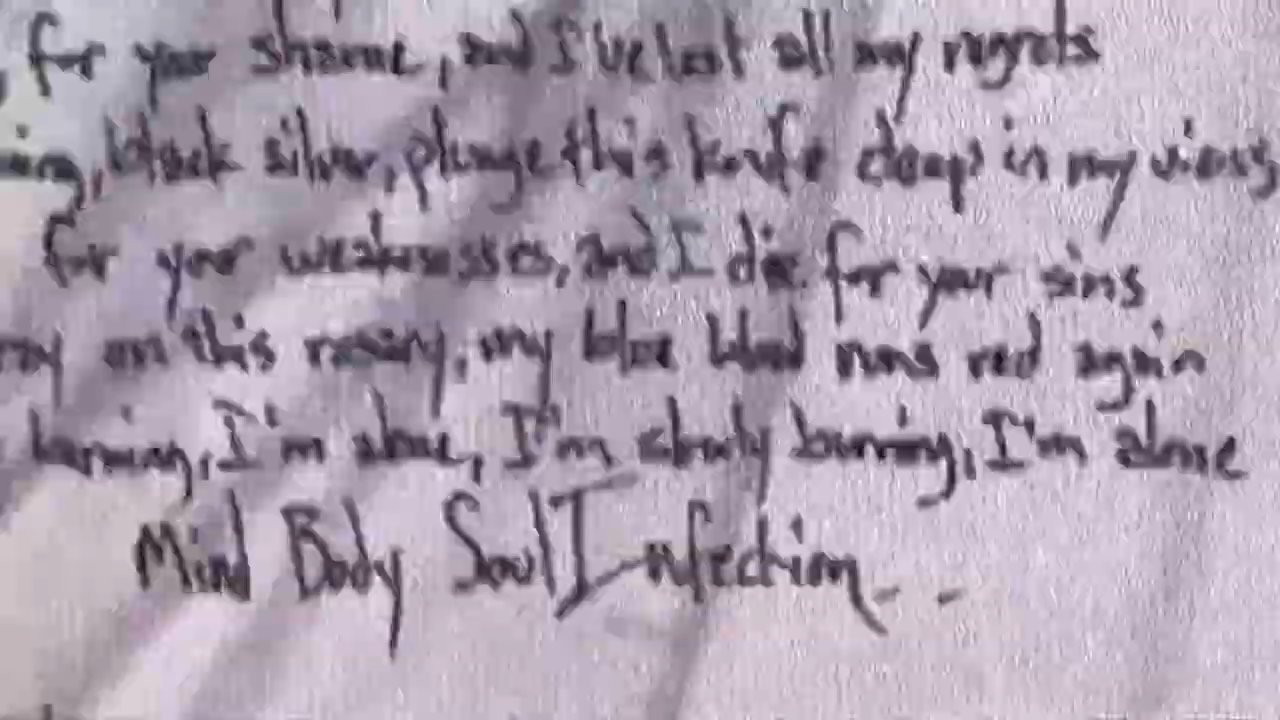 for your shame, and I've lost all my regrets
black silver, plunge this knife deep in my
for your weaknesses, and I die for your sins
on this rosary, my blue blood runs red again
burning, I'm alone, I'm slowly burning, I'm alone
Mind Body Soul Infection...